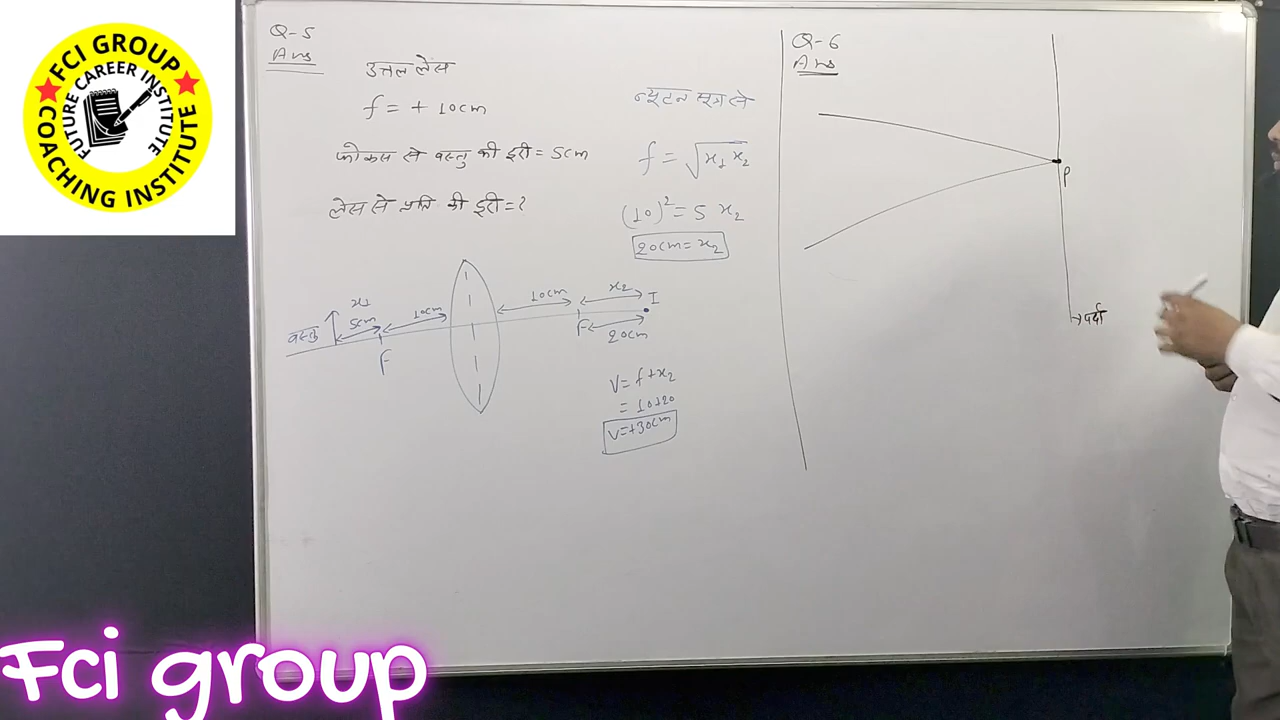 FCI GROUP
FUTURE CAREER INSTITUTE
COACHING INSTITUTE
Q-5
Ans
उत्तल लेंस
f = + 10cm
फोकस से वस्तु की दूरी = 5cm
लेंस से प्रति की दूरी = ?
न्यूटन सूत्र से
f = √x₁ x₂
(10)² = 5 x₂
20cm = x₂
वस्तु
x₁
5cm
10cm
F
10cm
x₂
I
F
20cm
V = f + x₂
= 10+20
V = +30cm
Q-6
Ans
P
→ पर्दा
Fci group